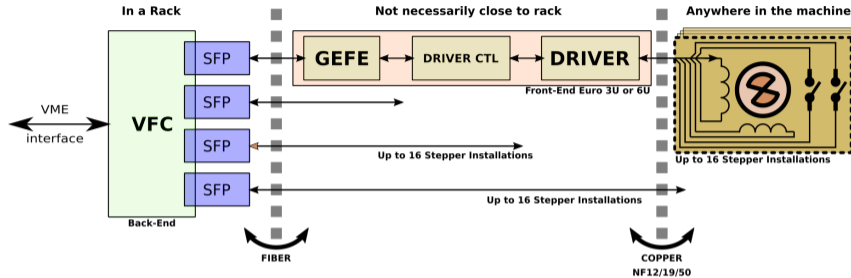 In a Rack
Not necessarily close to rack
Anywhere in the machine
SFP
GEFE
DRIVER CTL
DRIVER
Front-End Euro 3U or 6U
VME
interface
VFC
SFP
SFP
Up to 16 Stepper Installations
Up to 16 Stepper Installations
SFP
Up to 16 Stepper Installations
Back-End
FIBER
COPPER
NF12/19/50